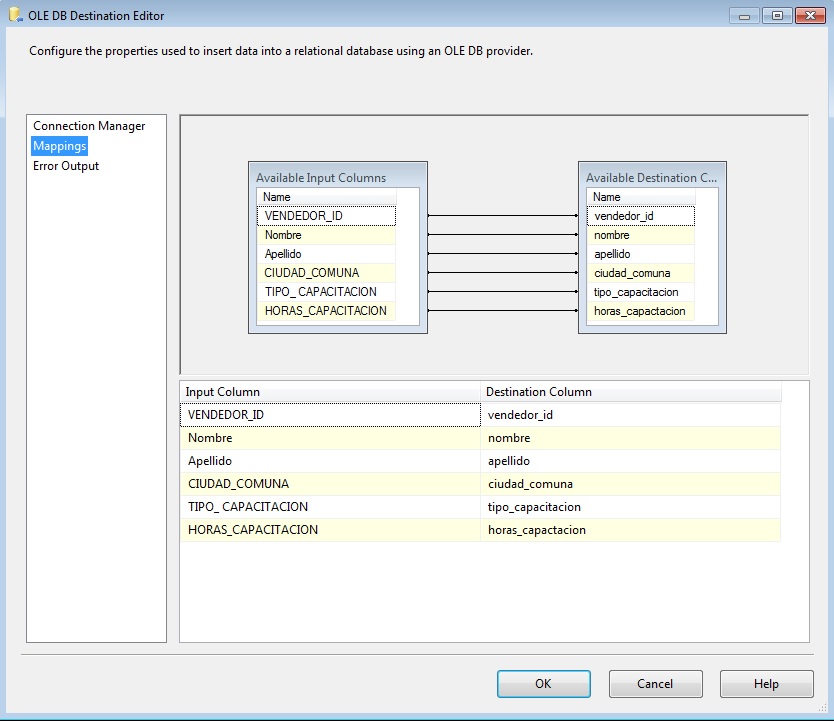 OLE DB Destination Editor
Configure the properties used to insert data into a relational database using an OLE DB provider.
Connection Manager
Mappings
Error Output
Available Input Columns
Name
VENDEDOR_ID
Nombre
Apellido
CIUDAD_COMUNA
TIPO_ CAPACITACION
HORAS_CAPACITACION
Available Destination C...
Name
vendedor_id
nombre
apellido
ciudad_comuna
tipo_capacitacion
horas_capactacion
Input Column Destination Column
VENDEDOR_ID vendedor_id
Nombre nombre
Apellido apellido
CIUDAD_COMUNA ciudad_comuna
TIPO_ CAPACITACION tipo_capacitacion
HORAS_CAPACITACION horas_capactacion
OK Cancel Help